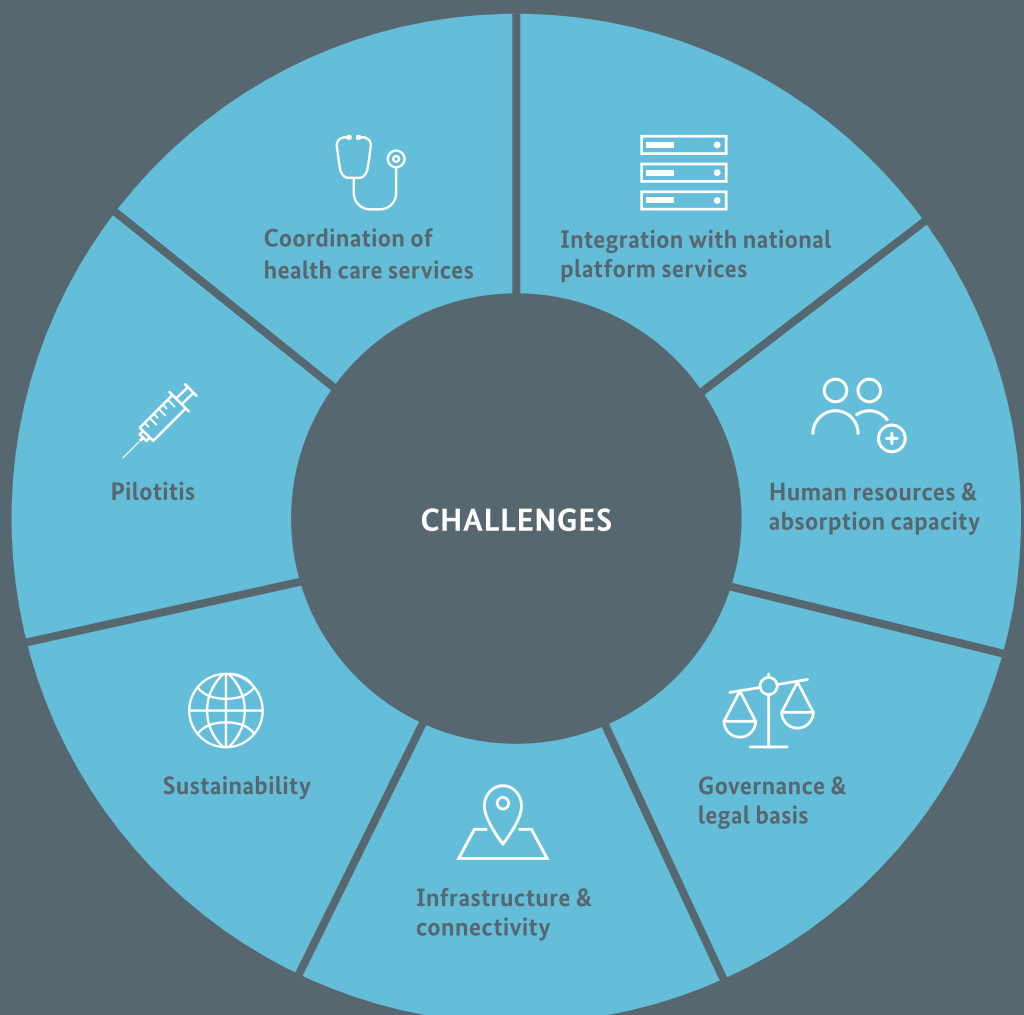 Coordination of
health care services
Integration with national
platform services
Pilotitis
CHALLENGES
Human resources &
absorption capacity
Sustainability
Governance &
legal basis
Infrastructure &
connectivity